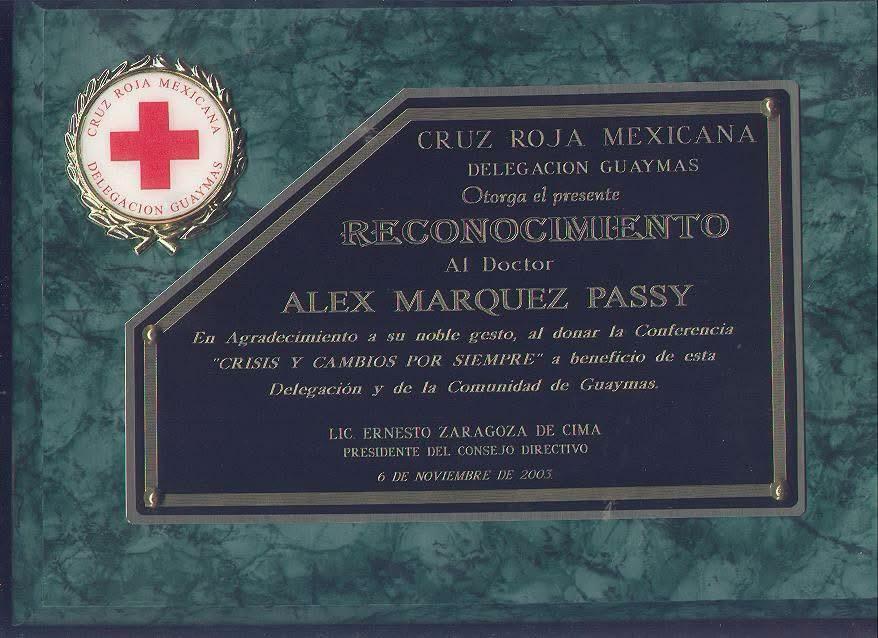 CRUZ ROJA MEXICANA
DELEGACION GUAYMAS
CRUZ ROJA MEXICANA
DELEGACION GUAYMAS
Otorga el presente
RECONOCIMIENTO
Al Doctor
ALEX MARQUEZ PASSY
En Agradecimiento a su noble gesto, al donar la Conferencia
"CRISIS Y CAMBIOS POR SIEMPRE" a beneficio de esta
Delegación y de la Comunidad de Guaymas.
LIC. ERNESTO ZARAGOZA DE CIMA
PRESIDENTE DEL CONSEJO DIRECTIVO
6 DE NOVIEMBRE DE 2003